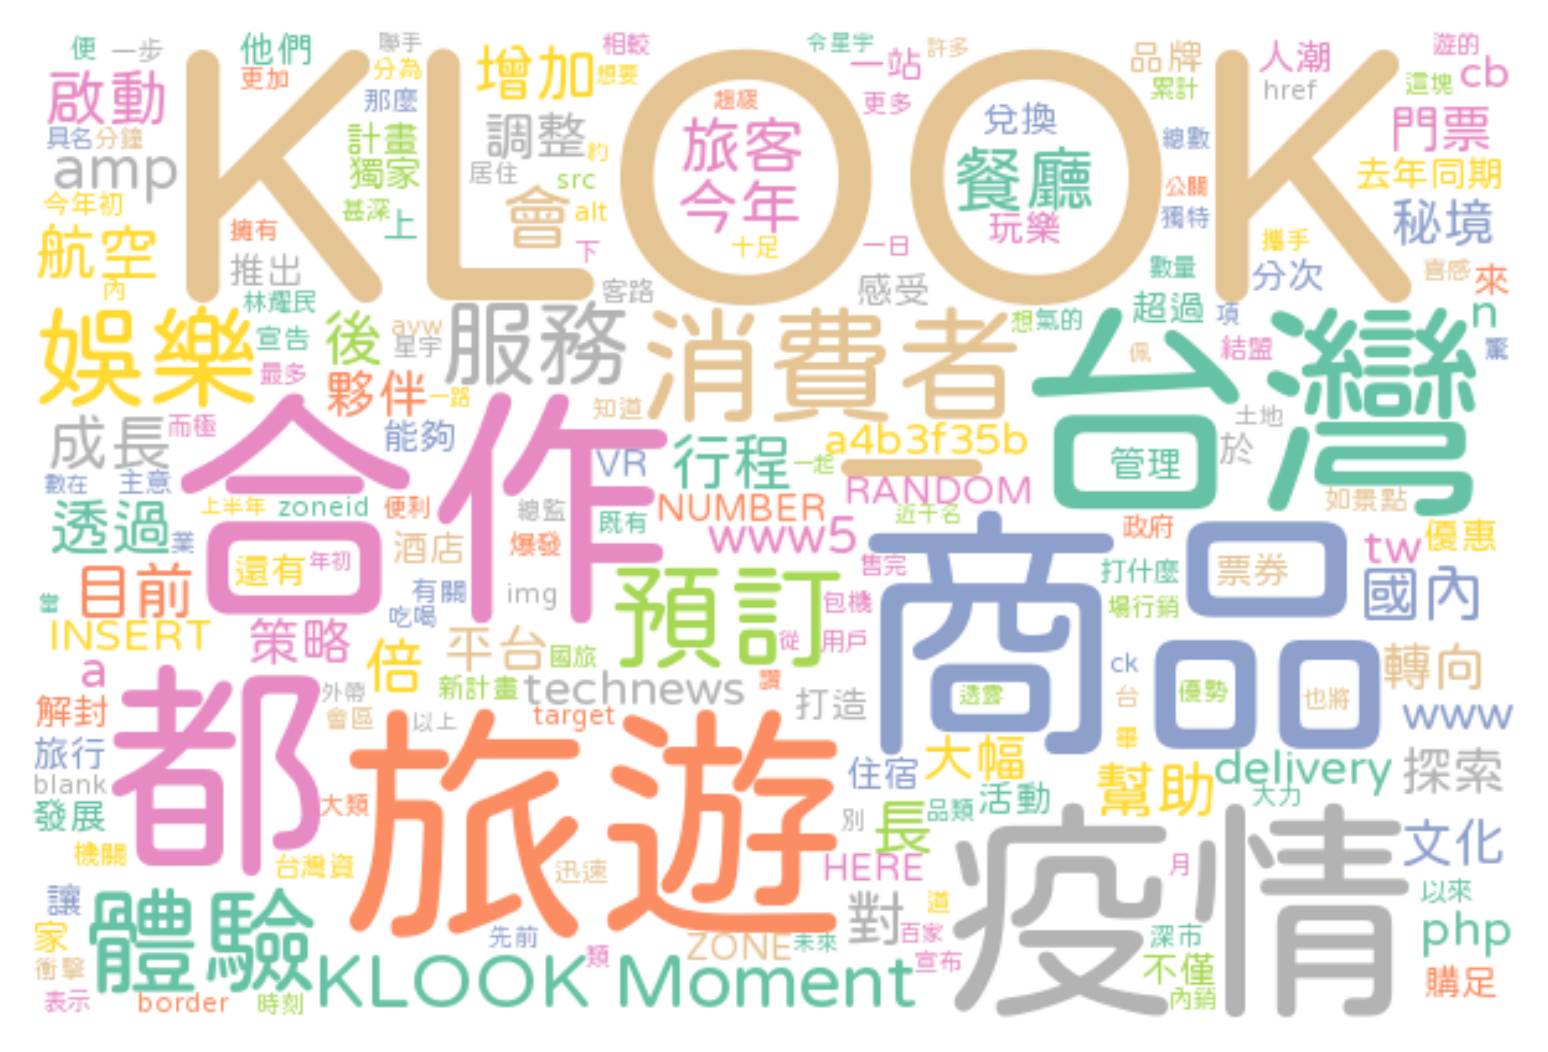 便 一步 他們 聯手 相較 令星宇 許多 品牌 人潮 遊的
啟動 更加 分為 增加 想要 一站 這塊 cb
KLOOK
那麼 趨緩 更多 累計 href
具名 分鐘 計畫 調整 約 旅客 兌換 總數 門票
amp 獨家 居住 src 餐廳 公關 去年同期
今年初 甚深 上 會 alt 今年 玩樂 獨特 秘境
航空 擁有 下 十足 一日 攜手
內 推出 客路 感受 數量 分次 喜感 來
林耀民 超過 項 n
娛樂 宣告 後 avw 服務 消費者 想 氣的 台灣
最多 星宇 佩 結盟 驚
夥伴 一路 知道 土地
成長 而極 合作 能夠 行程 一起 a4b3f35b 管理 於
數在 主意 VR RANDOM
透過 業 上半年 zoneid 便利 總監 既有 NUMBER 近千名 政府 如景點
還有 年初 酒店 爆發 www5 商品 票券 tw 優惠
目前 有關 img 售完 打什麼 國內
吃喝 預訂 包機 場行銷
INSERT 策略 倍 平台 國旅 從 用戶
a 新計畫 technews 讚 ck 轉向
都 外帶 打造 透露 台 優勢 也將
解封 會區 以上 target www
旅行 旅遊 畢
blank 住宿 大幅 delivery 探索
發展 大類 品類 活動 幫助 大力
別 長 疫情 文化
機關 台灣資 迅速 HERE 月
讓 體驗 對 道 以來
家 先前 ZONE 未來 百家 深市 php
衝擊 KLOOK Moment 類 宣布 不僅 購足
表示 border 時刻 內銷